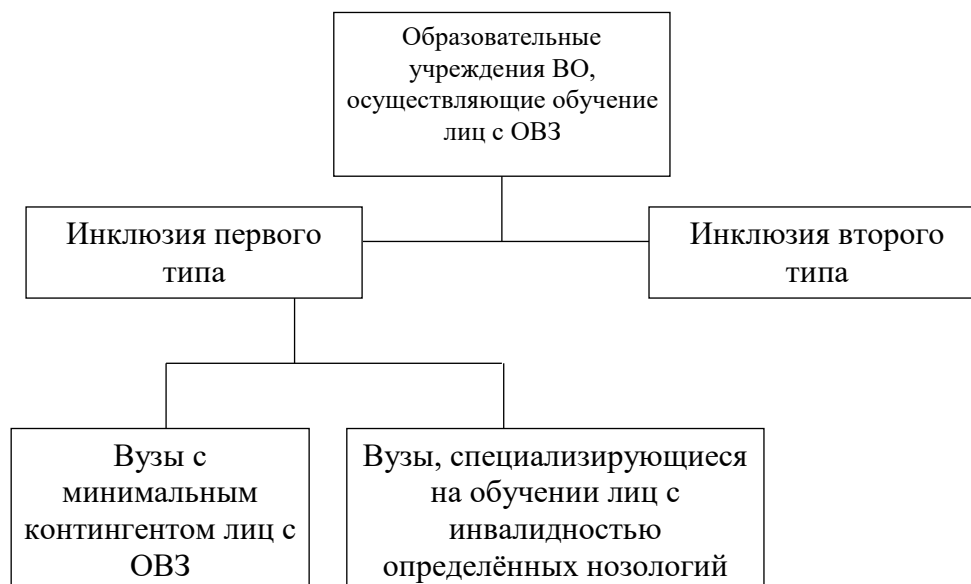 Образовательные
учреждения ВО,
осуществляющие обучение
лиц с ОВЗ
Инклюзия первого
типа
Инклюзия второго
типа
Вузы с
минимальным
контингентом лиц с
ОВЗ
Вузы, специализирующиеся
на обучении лиц с
инвалидностью
определённых нозологий